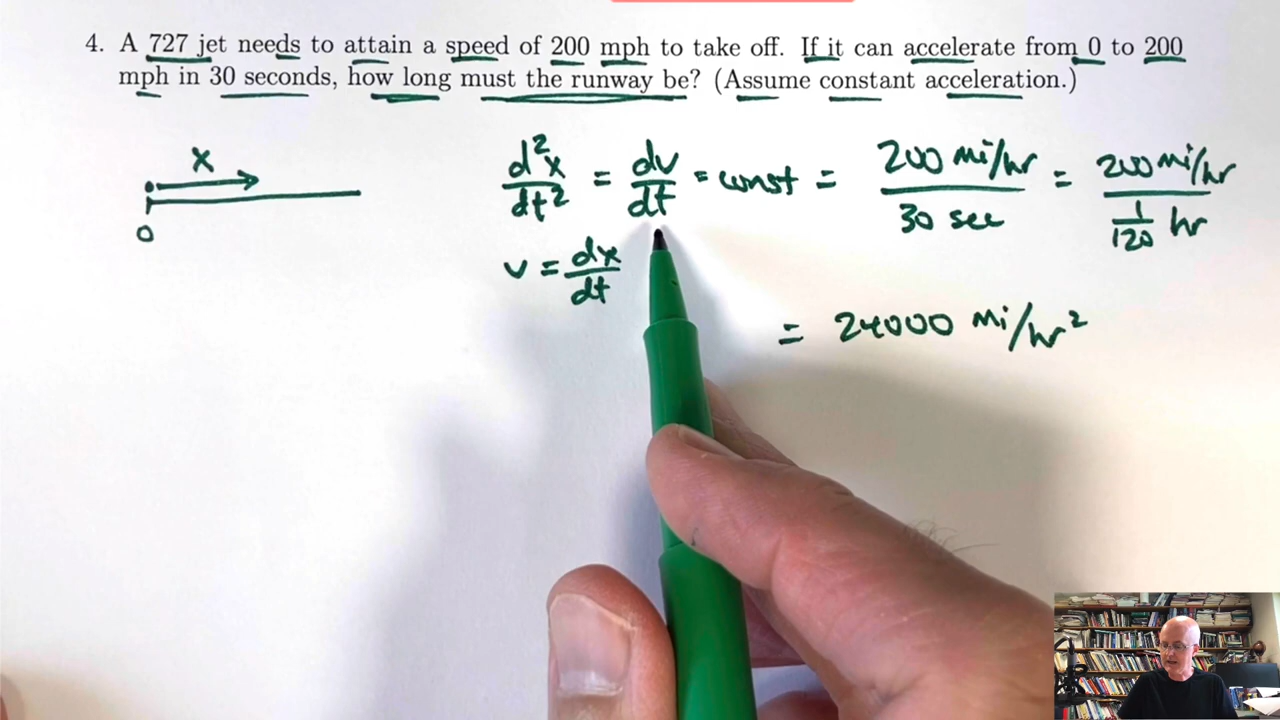 4. A 727 jet needs to attain a speed of 200 mph to take off. If it can accelerate from 0 to 200
mph in 30 seconds, how long must the runway be? (Assume constant acceleration.)
x
0
d²x/dt² = dv/dt = const = 200 mi/hr / 30 sec = 200 mi/hr / 1/120 hr
v = dx/dt
= 24000 mi/hr²